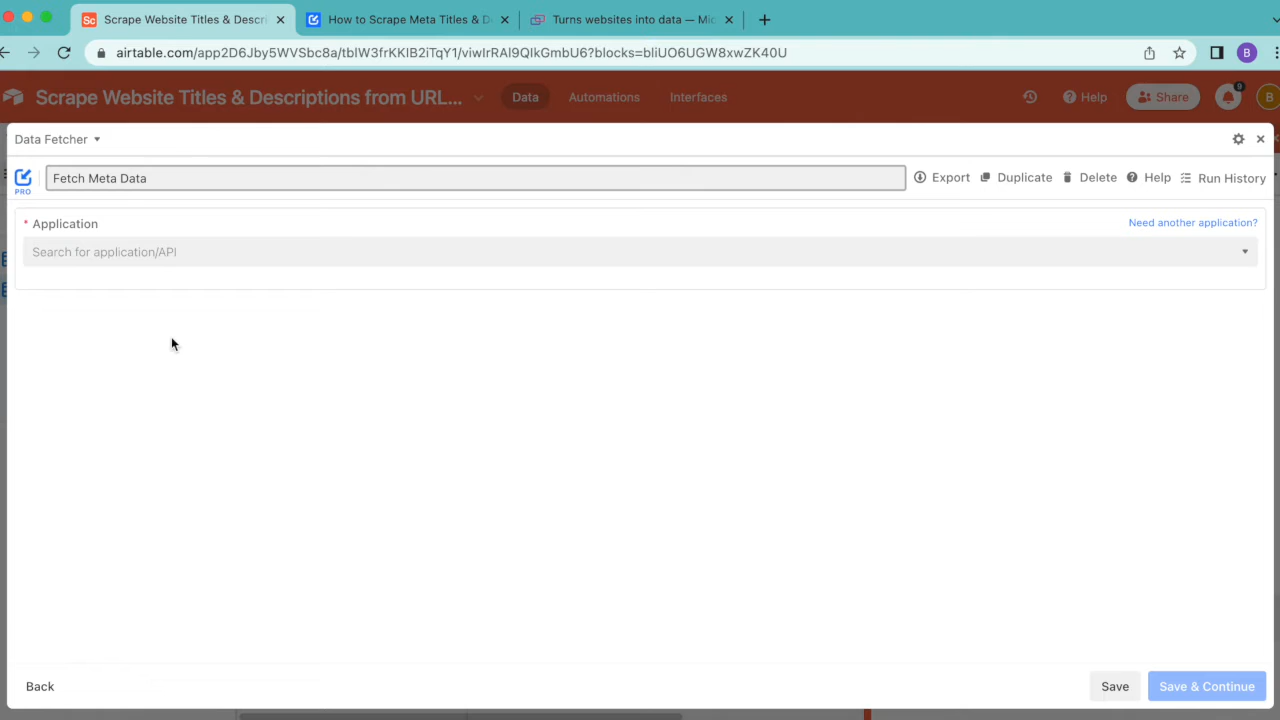 Scrape Website Titles & Descri
How to Scrape Meta Titles & D
Turns websites into data — Mic
airtable.com/app2D6Jby5WVSbc8a/tblW3frKKIB2iTqY1/viwIrRAI9QIkGmbU6?blocks=bliUO6UGW8xwZK40U
B
Scrape Website Titles & Descriptions from URL...
Data
Automations
Interfaces
Help
Share
9
B
Data Fetcher
PRO
Fetch Meta Data
Export
Duplicate
Delete
Help
Run History
* Application
Need another application?
Search for application/API
Back
Save
Save & Continue